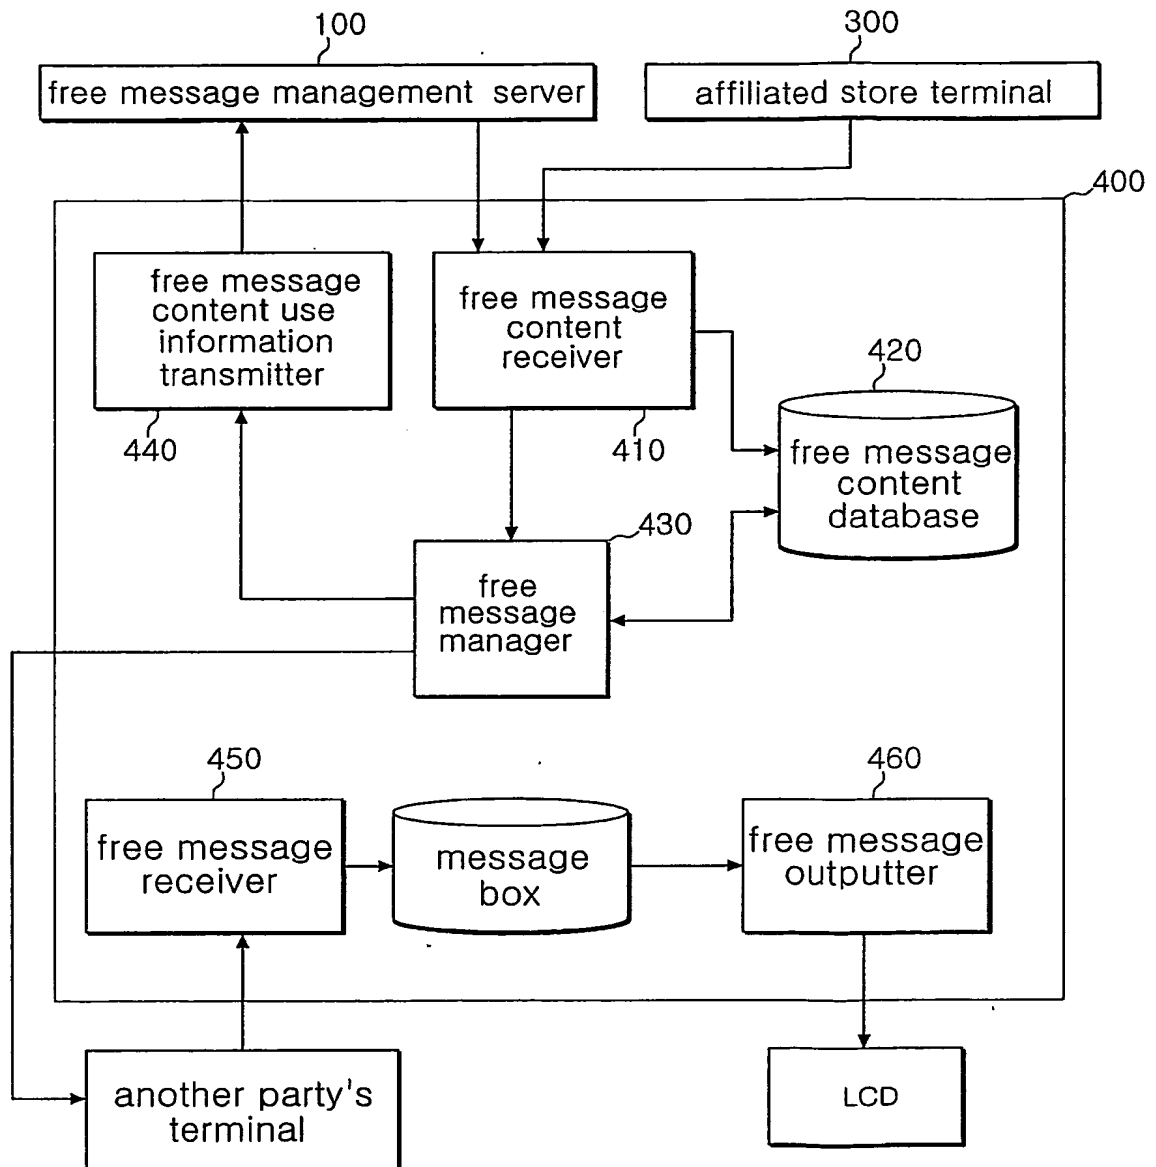 100
300
free message management server
affiliated store terminal
400
free message
content use
information
transmitter
free message
content
receiver
420
440
410
free message
content
database
430
free
message
manager
450
460
free message
receiver
message
box
free message
outputter
another party's
terminal
LCD